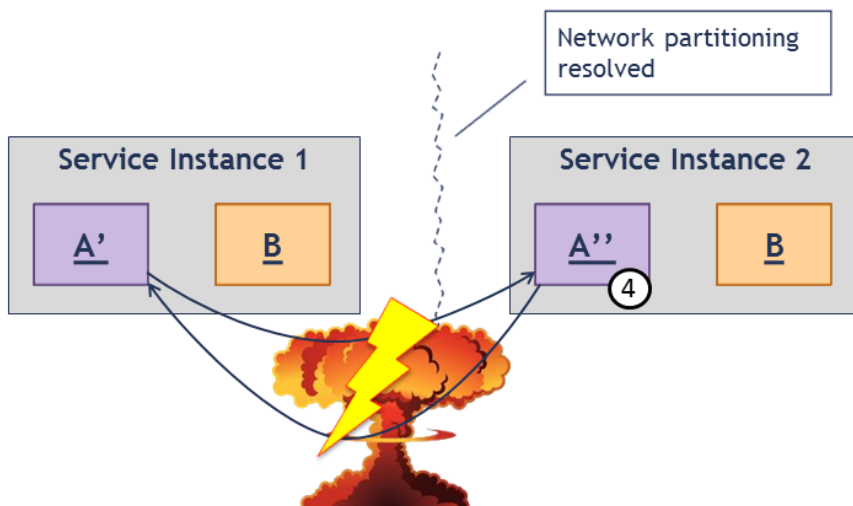 Network partitioning
resolved
Service Instance 1
Service Instance 2
A’
B
A’’
B
4